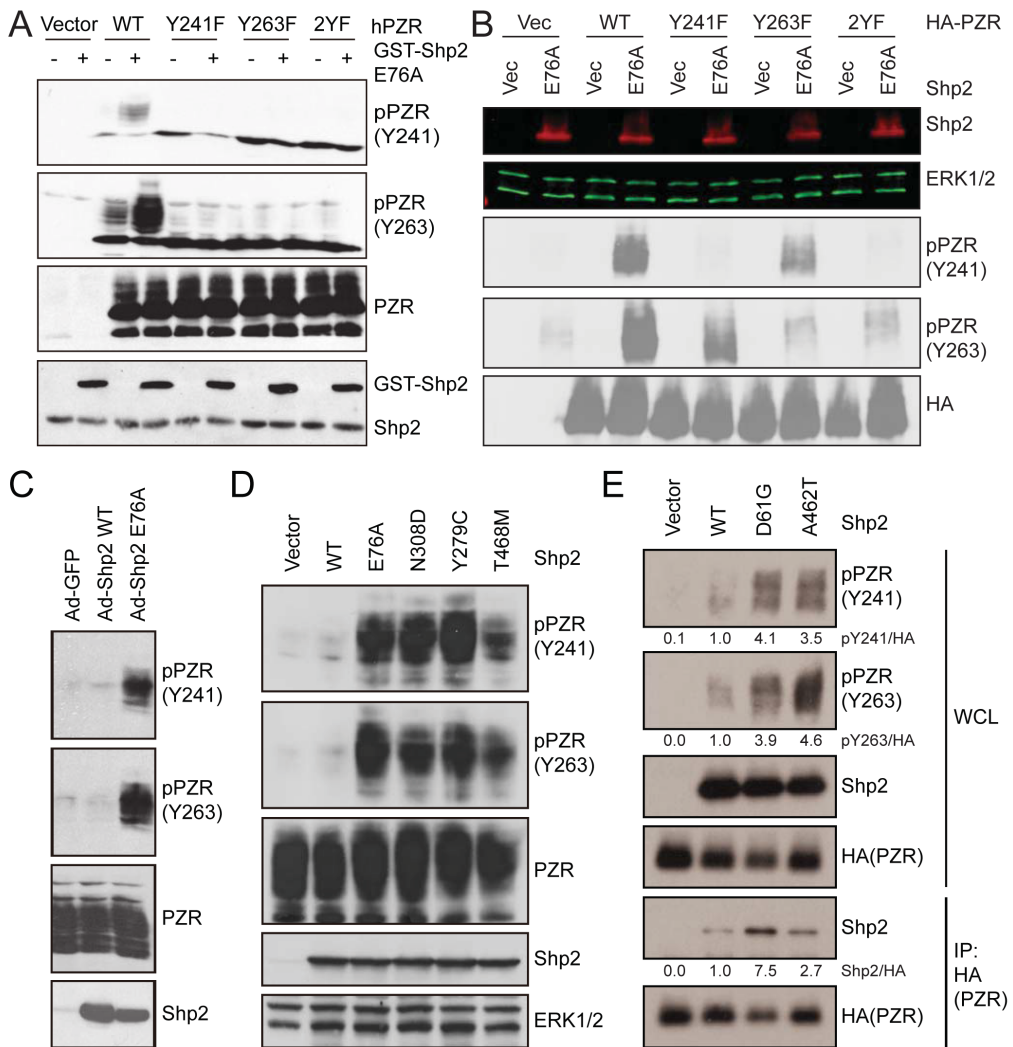 A
Vector WT Y241F Y263F 2YF hPZR
- + - + - + - + - + GST-Shp2
E76A
pPZR
(Y241)
pPZR
(Y263)
PZR
GST-Shp2
Shp2
B
Vec WT Y241F Y263F 2YF HA-PZR
Vec E76A Vec E76A Vec E76A Vec E76A Vec E76A Shp2
Shp2
ERK1/2
pPZR
(Y241)
pPZR
(Y263)
HA
C
Ad-GFP Ad-Shp2 WT Ad-Shp2 E76A
pPZR
(Y241)
pPZR
(Y263)
PZR
Shp2
D
Vector WT E76A N308D Y279C T468M Shp2
pPZR
(Y241)
pPZR
(Y263)
PZR
Shp2
ERK1/2
E
Vector WT D61G A462T Shp2
pPZR
(Y241)
0.1 1.0 4.1 3.5 pY241/HA
pPZR
(Y263)
0.0 1.0 3.9 4.6 pY263/HA
Shp2
HA(PZR)
WCL
Shp2
0.0 1.0 7.5 2.7 Shp2/HA
HA(PZR)
IP:
HA
(PZR)